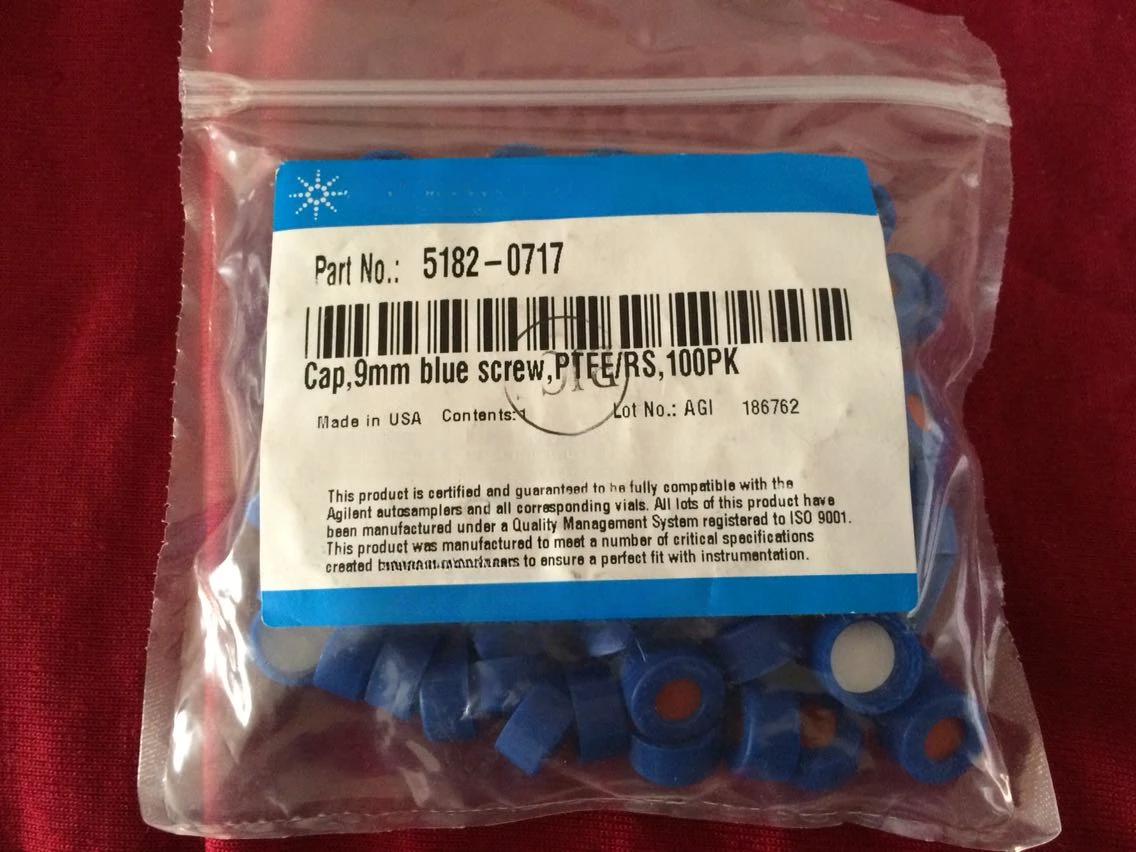 Part No.: 5182-0717
Cap,9mm blue screw,PTFE/RS,100PK
Made in USA Contents:1 Lot No.: AGI 186762
This product is certified and guaranteed to be fully compatible with the
Agilent autosamplers and all corresponding vials. All lots of this product have
been manufactured under a Quality Management System registered to ISO 9001.
This product was manufactured to meet a number of critical specifications
created to ensure a perfect fit with instrumentation.